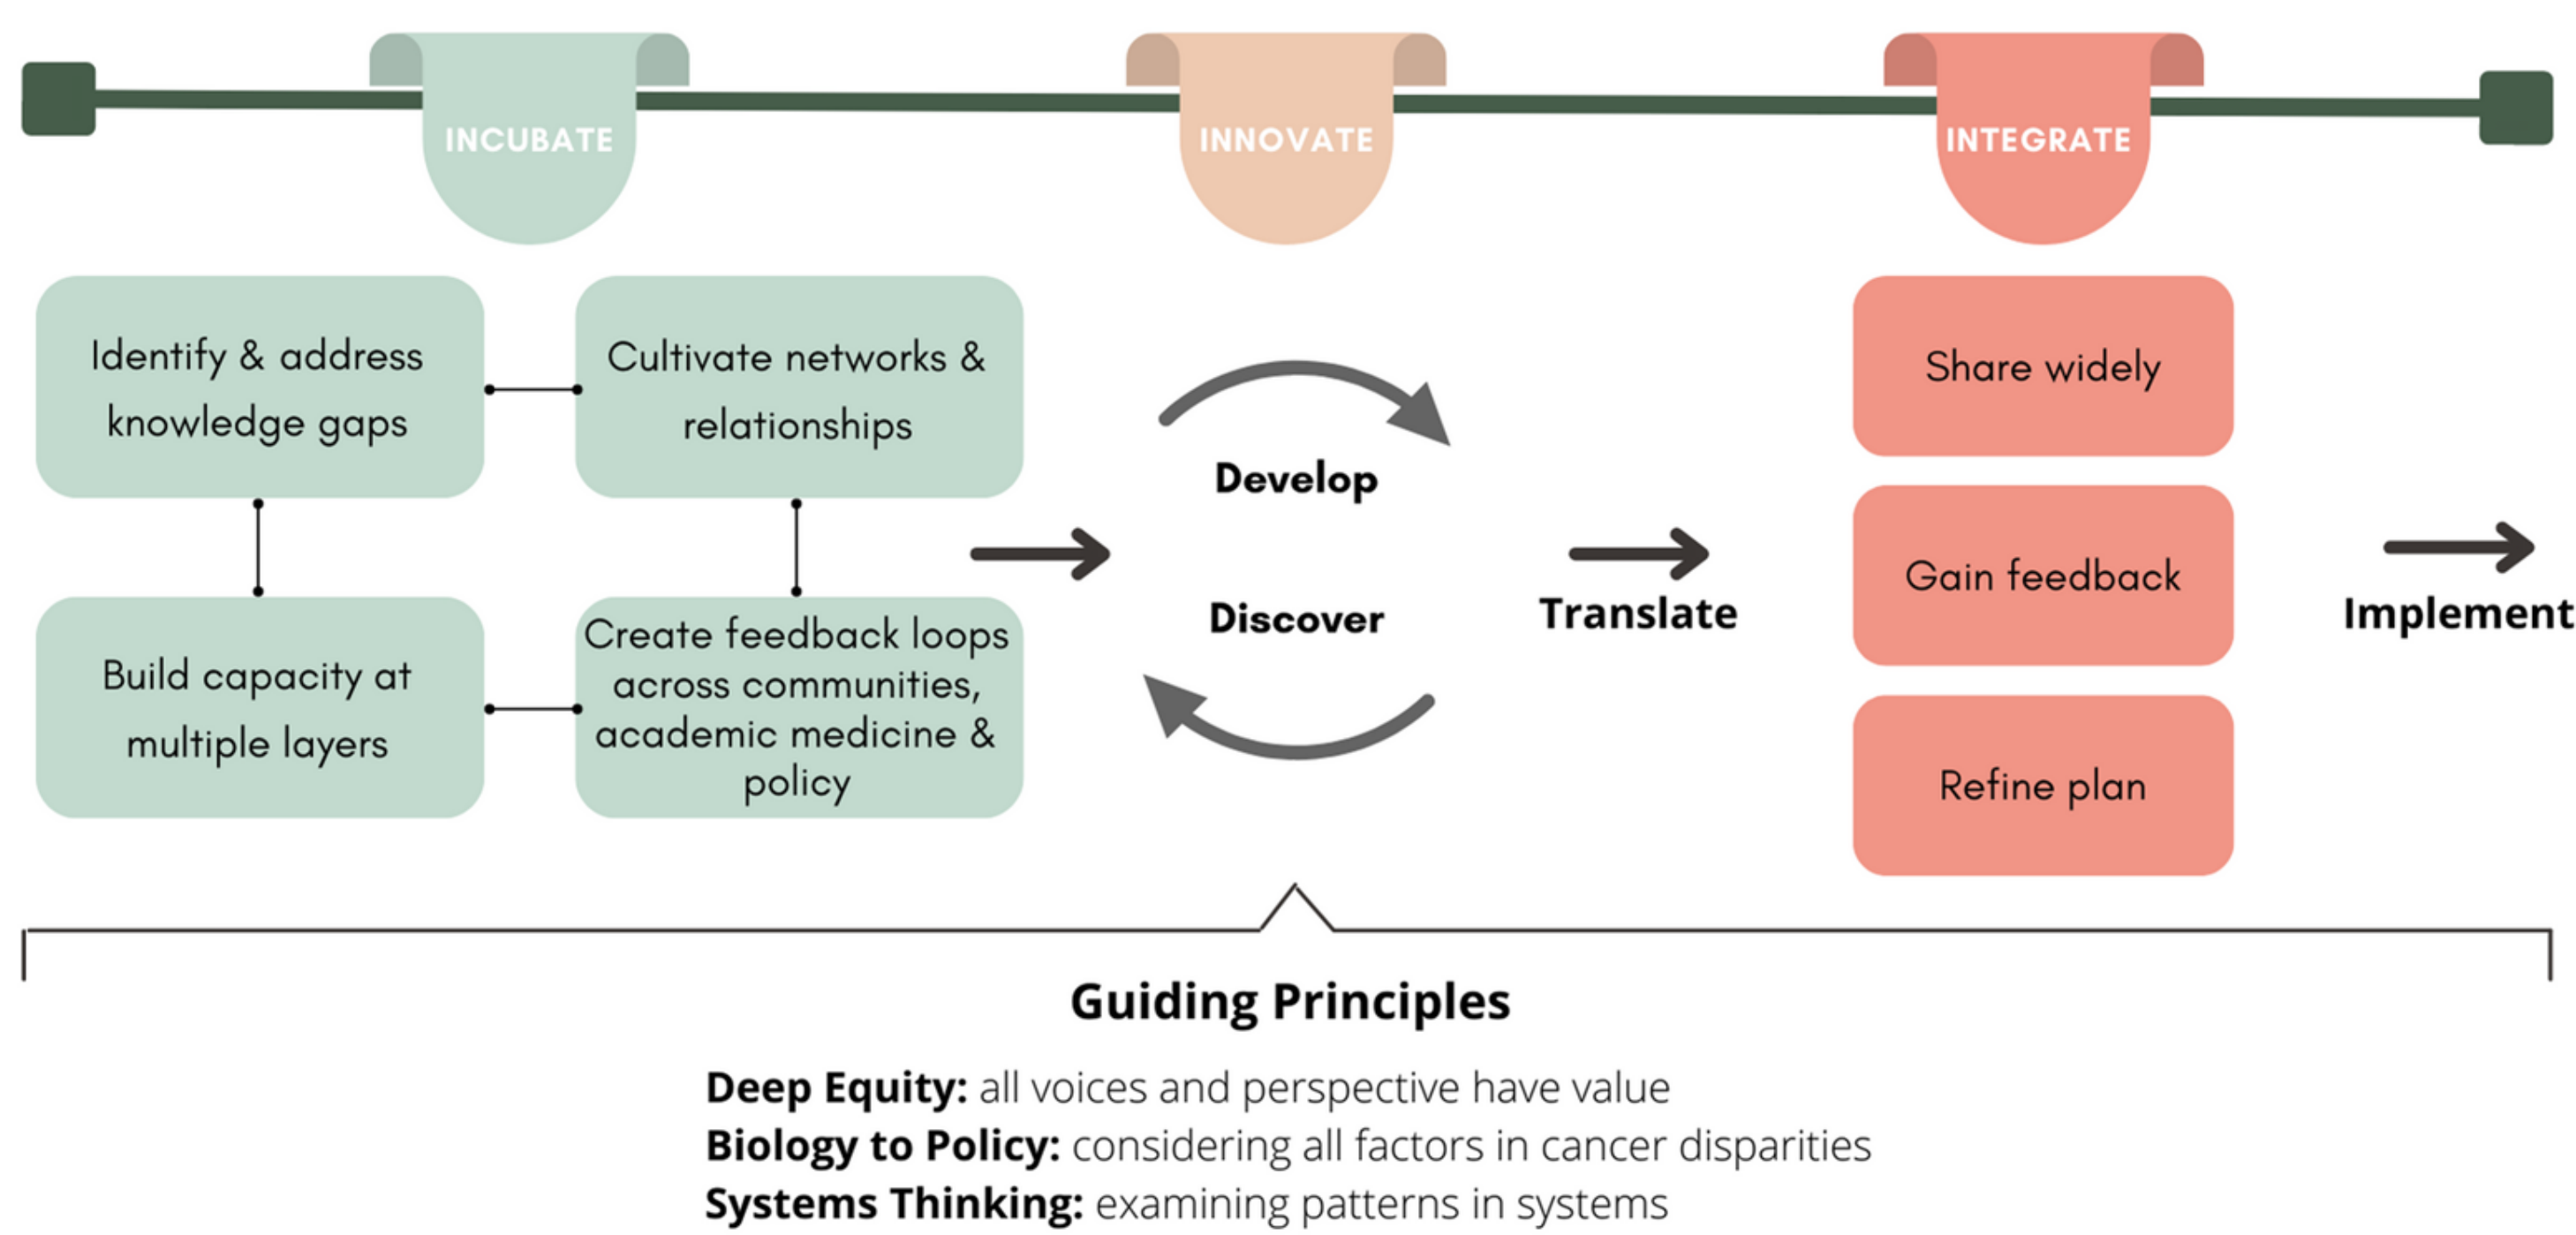 INCUBATE
INNOVATE
INTEGRATE
Identify & address
knowledge gaps
Cultivate networks &
relationships
Build capacity at
multiple layers
Create feedback loops
across communities,
academic medicine &
policy
Develop
Discover
Translate
Share widely
Gain feedback
Refine plan
Implement
Guiding Principles
Deep Equity: all voices and perspective have value
Biology to Policy: considering all factors in cancer disparities
Systems Thinking: examining patterns in systems